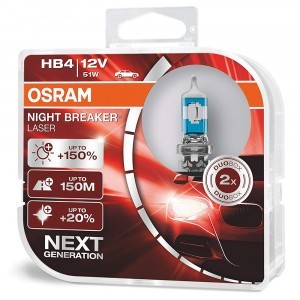 HB4 12V
51W
OSRAM
NIGHT BREAKER®
LASER
UP TO
+150%
UP TO
150M
UP TO
+20%
NEXT
GENERATION
DUOBOX
2x
DUOBOX